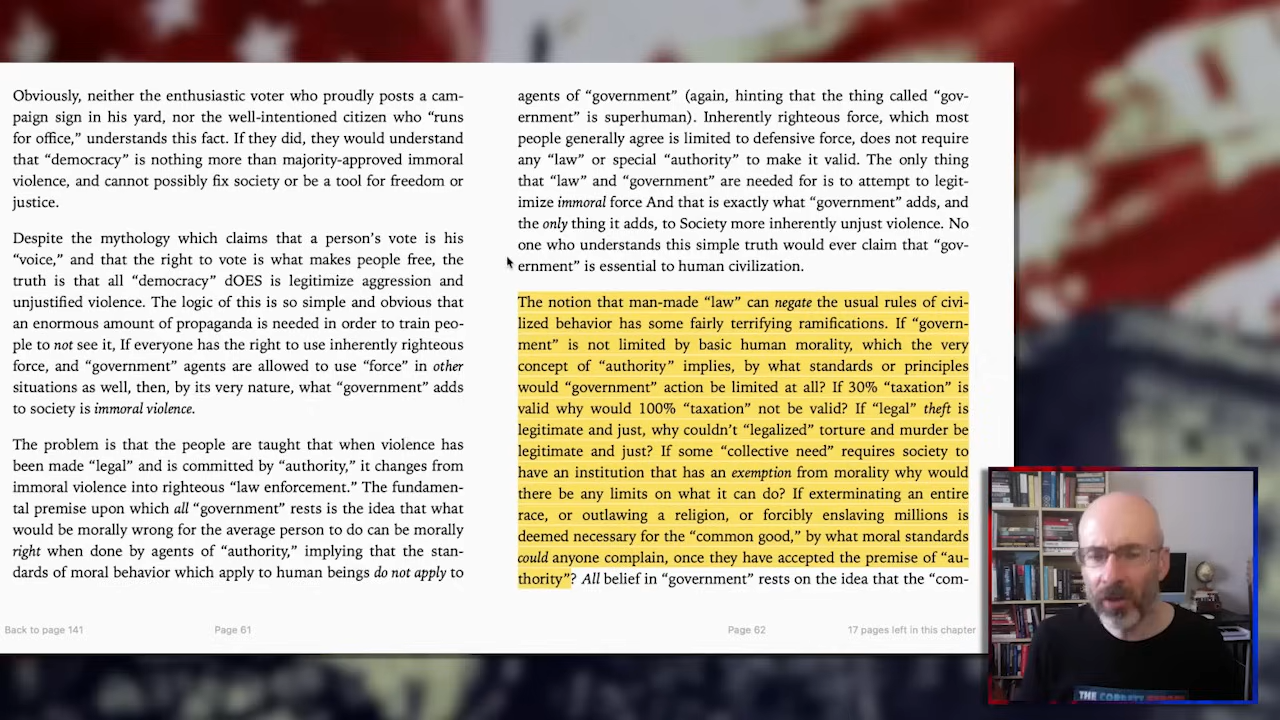 Obviously, neither the enthusiastic voter who proudly posts a cam-
paign sign in his yard, nor the well-intentioned citizen who “runs
for office,” understands this fact. If they did, they would understand
that “democracy” is nothing more than majority-approved immoral
violence, and cannot possibly fix society or be a tool for freedom or
justice.
Despite the mythology which claims that a person’s vote is his
“voice,” and that the right to vote is what makes people free, the
truth is that all “democracy” dOES is legitimize aggression and
unjustified violence. The logic of this is so simple and obvious that
an enormous amount of propaganda is needed in order to train peo-
ple to not see it, If everyone has the right to use inherently righteous
force, and “government” agents are allowed to use “force” in other
situations as well, then, by its very nature, what “government” adds
to society is immoral violence.
The problem is that the people are taught that when violence has
been made “legal” and is committed by “authority,” it changes from
immoral violence into righteous “law enforcement.” The fundamen-
tal premise upon which all “government” rests is the idea that what
would be morally wrong for the average person to do can be morally
right when done by agents of “authority,” implying that the stan-
dards of moral behavior which apply to human beings do not apply to
Back to page 141
Page 61
agents of “government” (again, hinting that the thing called “gov-
ernment” is superhuman). Inherently righteous force, which most
people generally agree is limited to defensive force, does not require
any “law” or special “authority” to make it valid. The only thing
that “law” and “government” are needed for is to attempt to legit-
imize immoral force And that is exactly what “government” adds, and
the only thing it adds, to Society more inherently unjust violence. No
one who understands this simple truth would ever claim that “gov-
ernment” is essential to human civilization.
The notion that man-made “law” can negate the usual rules of civi-
lized behavior has some fairly terrifying ramifications. If “govern-
ment” is not limited by basic human morality, which the very
concept of “authority” implies, by what standards or principles
would “government” action be limited at all? If 30% “taxation” is
valid why would 100% “taxation” not be valid? If “legal” theft is
legitimate and just, why couldn’t “legalized” torture and murder be
legitimate and just? If some “collective need” requires society to
have an institution that has an exemption from morality why would
there be any limits on what it can do? If exterminating an entire
race, or outlawing a religion, or forcibly enslaving millions is
deemed necessary for the “common good,” by what moral standards
could anyone complain, once they have accepted the premise of “au-
thority”? All belief in “government” rests on the idea that the “com-
Page 62
17 pages left in this chapter
THE CORBETT